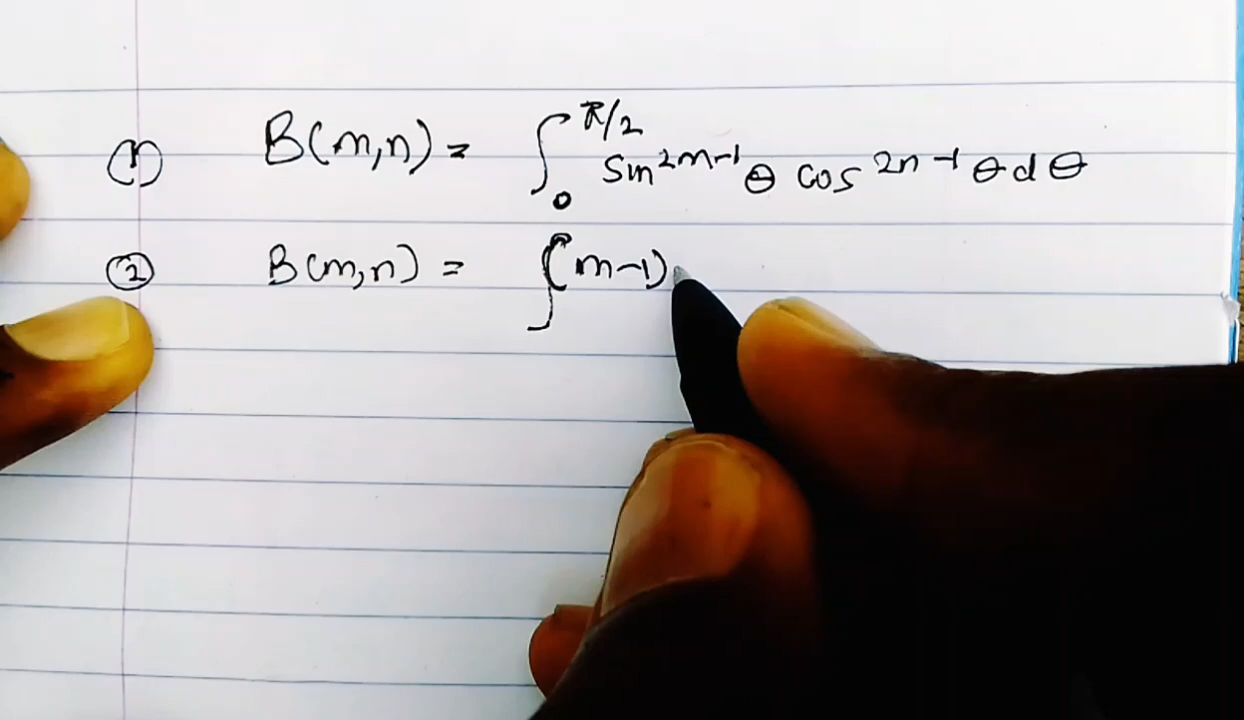 ① B(m,n) = ∫₀^π/2 Sin^2m-1 θ cos^2n-1 θ dθ
② B(m,n) = ∫(m-1)